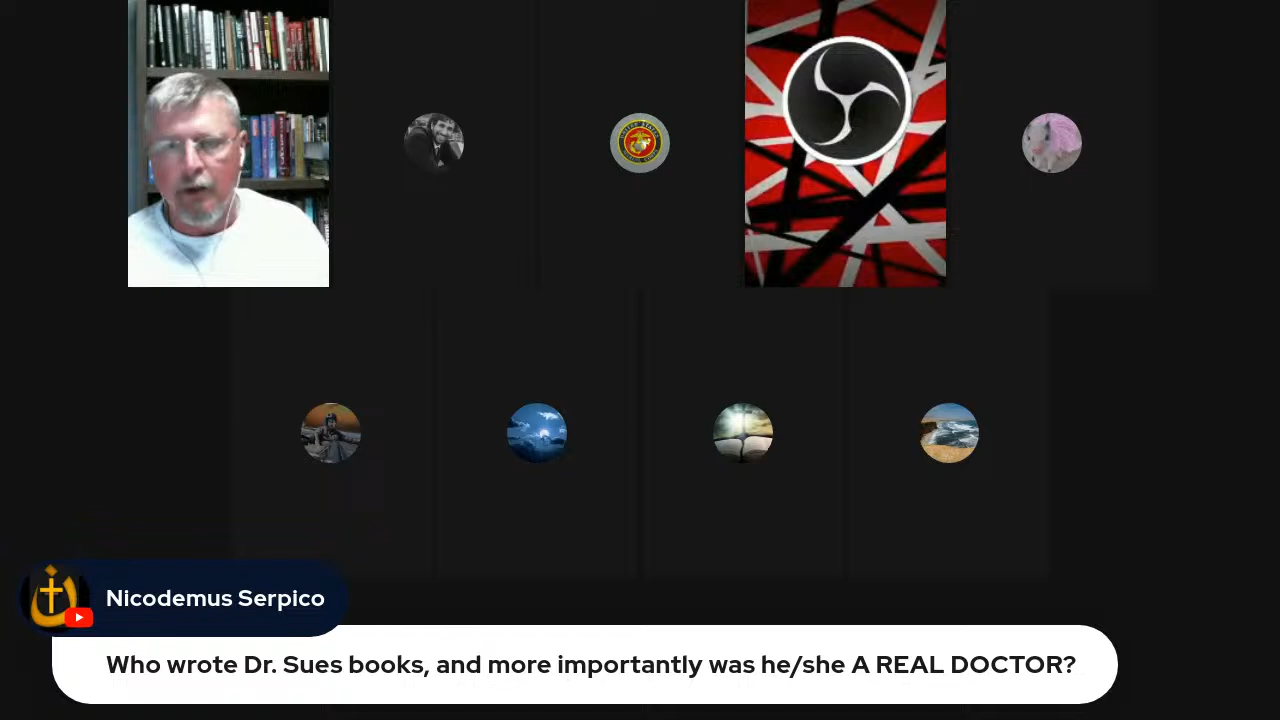 Nicodemus Serpico
Who wrote Dr. Sues books, and more importantly was he/she A REAL DOCTOR?